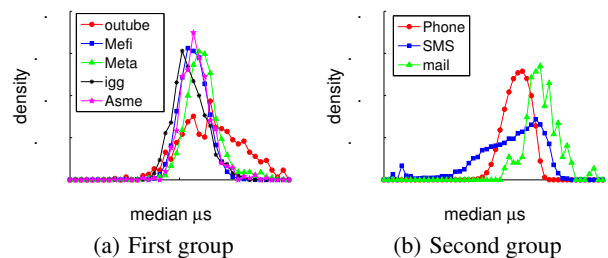 outube
Mefi
Meta
igg
Asme
density
median μs
(a) First group
Phone
SMS
mail
density
median μs
(b) Second group